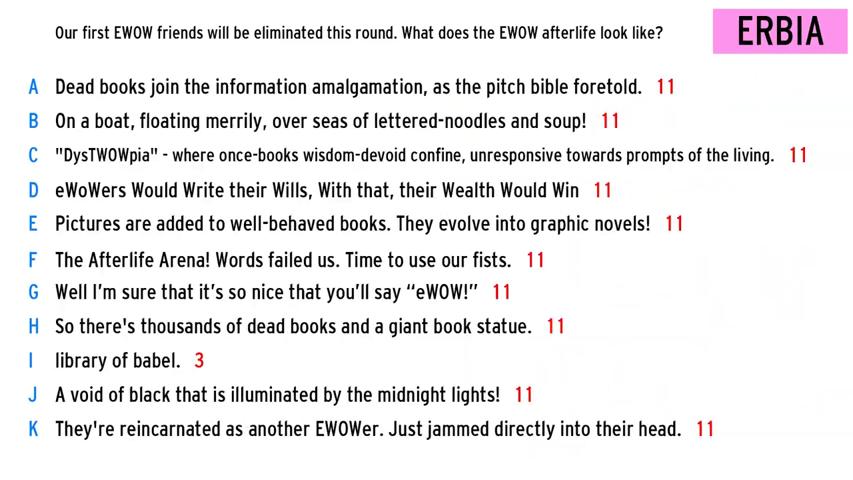 Our first EWOW friends will be eliminated this round. What does the EWOW afterlife look like?
ERBIA
A Dead books join the information amalgamation, as the pitch bible foretold. 11
B On a boat, floating merrily, over seas of lettered-noodles and soup! 11
C "DysTWOWpia" - where once-books wisdom-devoid confine, unresponsive towards prompts of the living. 11
D eWoWers Would Write their Wills, With that, their Wealth Would Win 11
E Pictures are added to well-behaved books. They evolve into graphic novels! 11
F The Afterlife Arena! Words failed us. Time to use our fists. 11
G Well I'm sure that it's so nice that you'll say “eWOW!” 11
H So there's thousands of dead books and a giant book statue. 11
I library of babel. 3
J A void of black that is illuminated by the midnight lights! 11
K They're reincarnated as another EWOWer. Just jammed directly into their head. 11